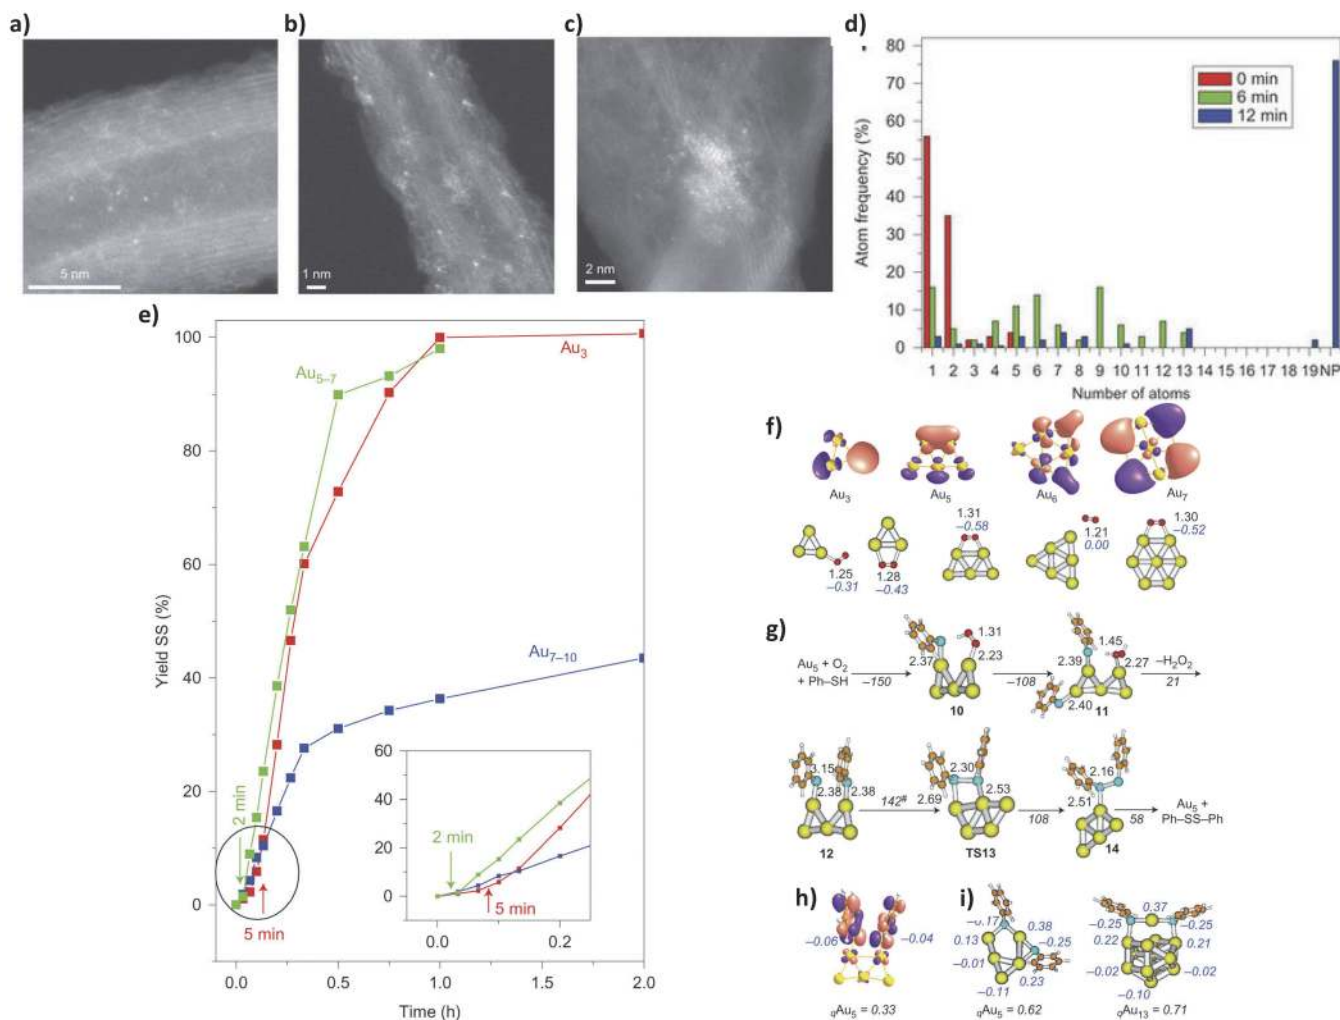 a)
5 nm
b)
1 nm
c)
2 nm
d)
80
70
60
50
40
30
20
10
0
Atom frequency (%)
0 min
6 min
12 min
1 2 3 4 5 6 7 8 9 10 11 12 13 14 15 16 17 18 19 NP
Number of atoms
e)
100
80
60
40
20
0
Yield SS (%)
Au5–7
Au3
Au7–10
2 min
5 min
60
40
20
0
2 min
5 min
0.0 0.2
0.0 0.5 1.0 1.5 2.0
Time (h)
f)
Au3 Au5 Au6 Au7
1.25
–0.31
1.28
–0.43
1.31
–0.58
1.21
0.00
1.30
–0.52
g)
Au5 + O2
+ Ph–SH
–150
1.31
2.37 2.23
10
–108
1.45
2.39 2.27
2.40
11
–H2O2
21
3.15
2.38 2.38
12
142#
2.30
2.69 2.53
TS13
108
2.16
2.51
14
58
Au5 +
Ph–SS–Ph
h)
–0.06 –0.04
qAu5 = 0.33
i)
–0.17
0.38
0.13
–0.25
–0.01
0.23
–0.11
qAu5 = 0.62
0.37
–0.25 –0.25
0.22 0.21
–0.02 –0.02
–0.10
qAu13 = 0.71